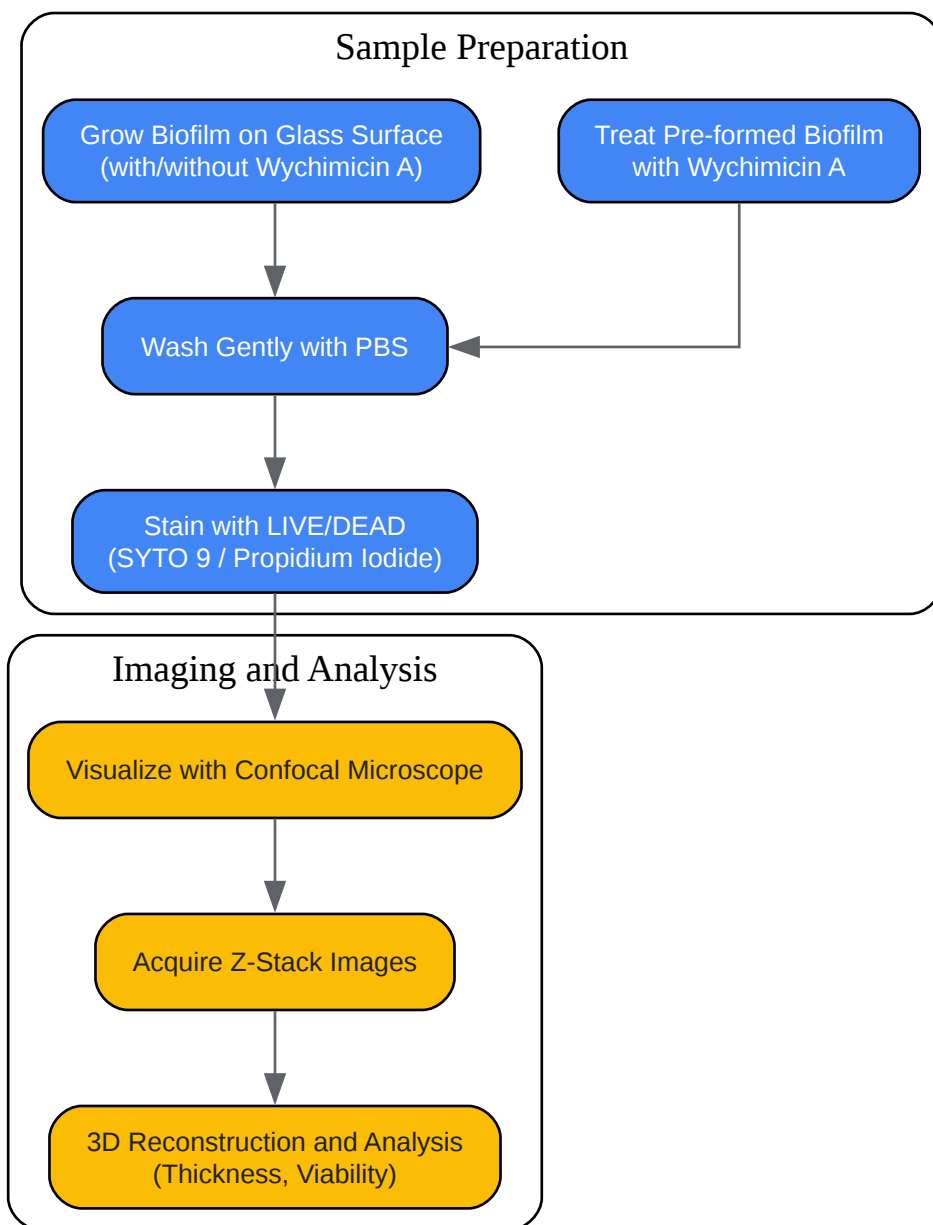 Sample Preparation
Grow Biofilm on Glass Surface
(with/without Wychimicin A)
Treat Pre-formed Biofilm
with Wychimicin A
Wash Gently with PBS
Stain with LIVE/DEAD
(SYTO 9 / Propidium Iodide)
Imaging and Analysis
Visualize with Confocal Microscope
Acquire Z-Stack Images
3D Reconstruction and Analysis
(Thickness, Viability)